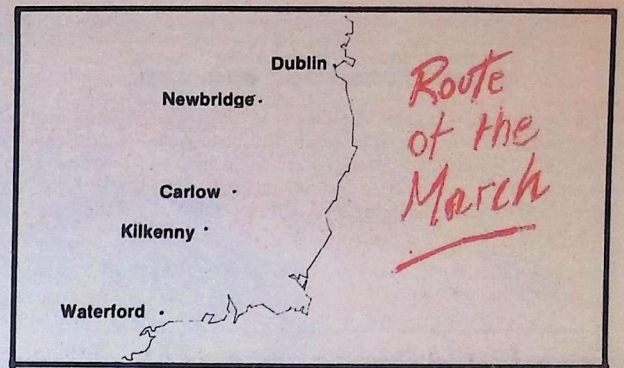 Dublin
Newbridge
Carlow
Kilkenny
Waterford
Route
of the
March